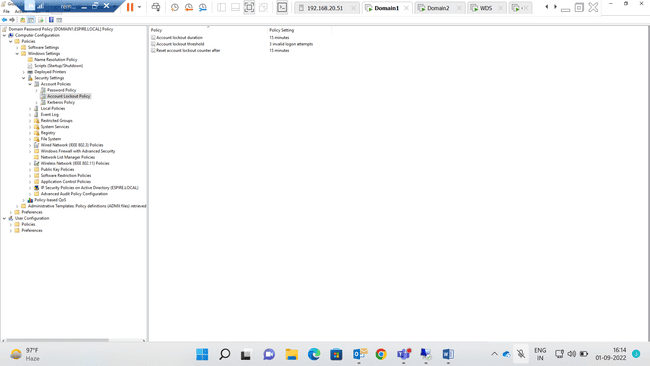 192.168.20.51
Domain1
Domain2
WDS
Domain Password Policy [DOMAIN1.ESPIRE.LOCAL] Policy
Computer Configuration
Policies
Software Settings
Windows Settings
Name Resolution Policy
Scripts (Startup/Shutdown)
Deployed Printers
Security Settings
Account Policies
Password Policy
Account Lockout Policy
Kerberos Policy
Local Policies
Event Log
Restricted Groups
System Services
Registry
File System
Wired Network (IEEE 802.3) Policies
Windows Firewall with Advanced Security
Network List Manager Policies
Wireless Network (IEEE 802.11) Policies
Public Key Policies
Software Restriction Policies
Application Control Policies
IP Security Policies on Active Directory (ESPIRE.LOCAL)
Advanced Audit Policy Configuration
Policy-based QoS
Administrative Templates: Policy definitions (ADMX files) retrieved
Preferences
User Configuration
Policies
Preferences
Policy Policy Setting
Account lockout duration 15 minutes
Account lockout threshold 3 invalid logon attempts
Reset account lockout counter after 15 minutes
97°F
Haze
ENG
IN
16:14
01-09-2022